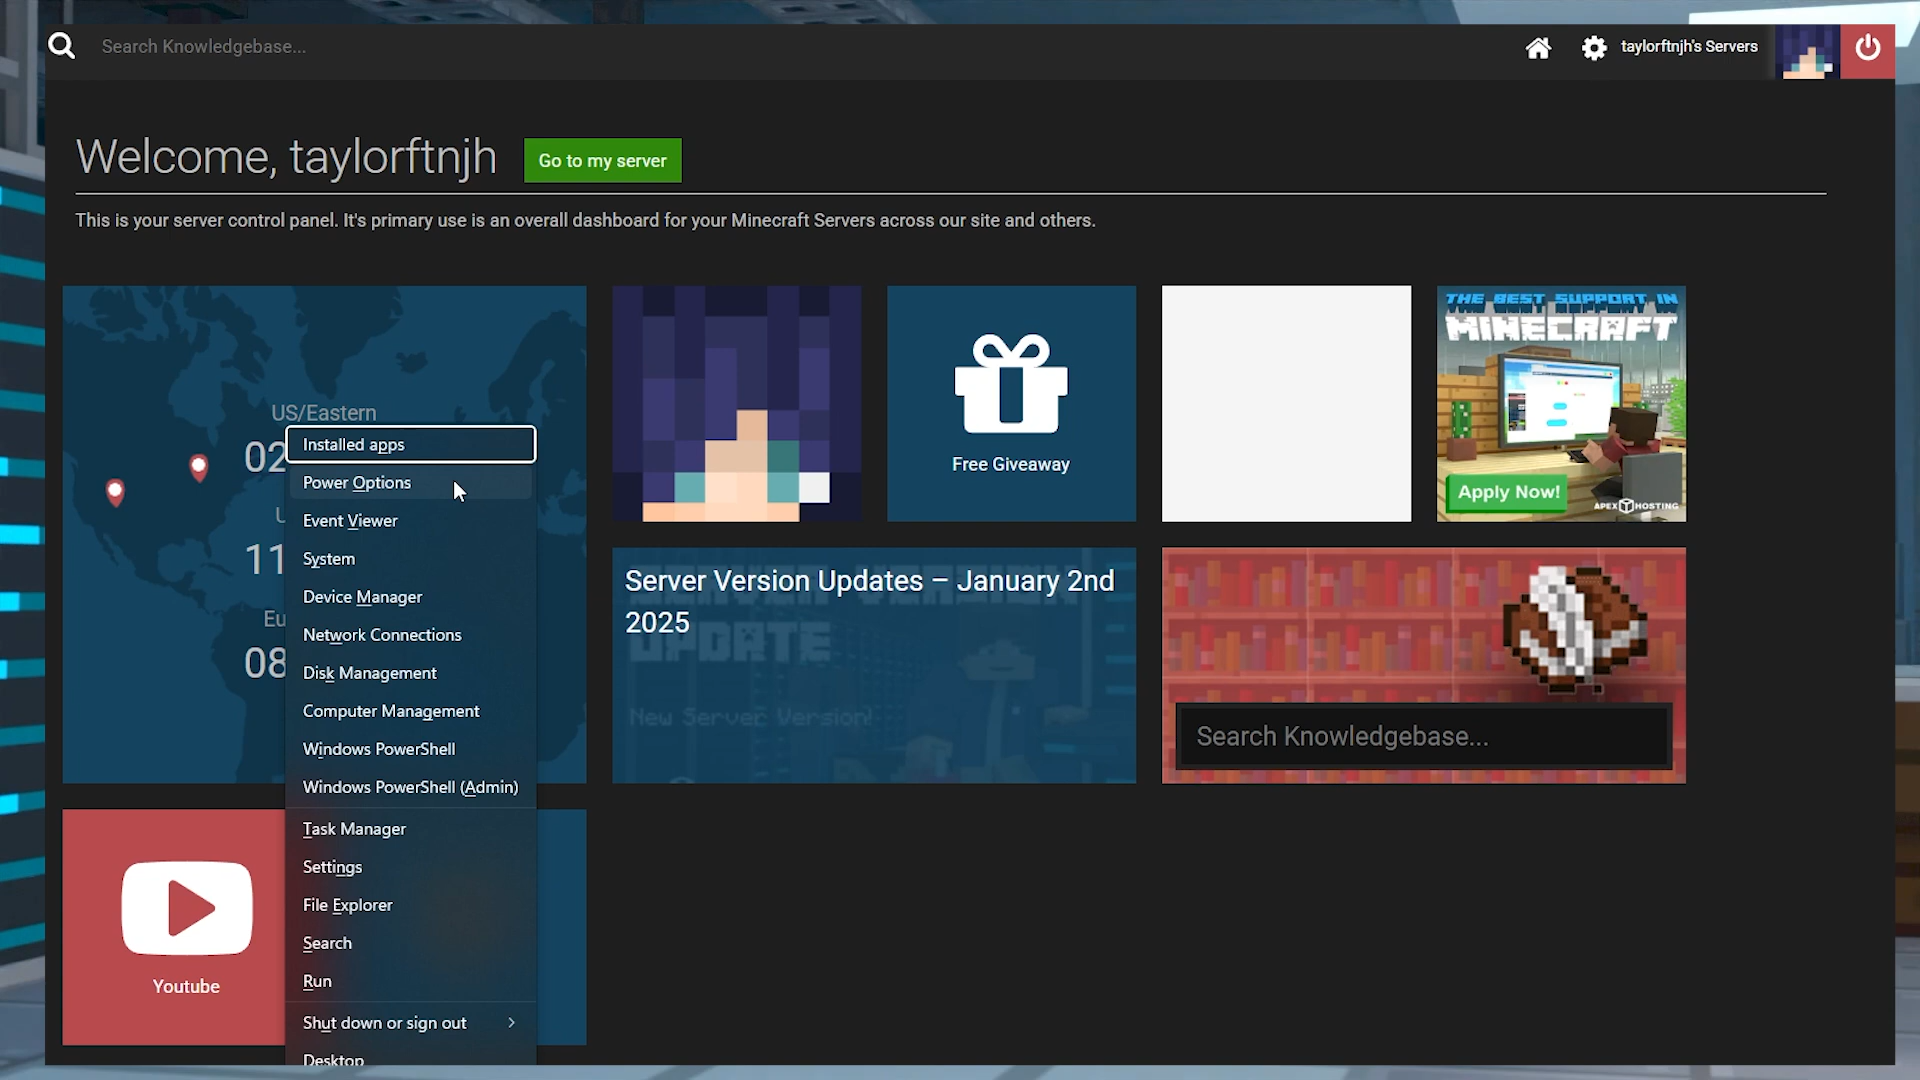 Search Knowledgebase...
taylorftnjh's Servers
Welcome, taylorftnjh
Go to my server
This is your server control panel. It's primary use is an overall dashboard for your Minecraft Servers across our site and others.
US/Eastern
02
11
Eu
08
Installed apps
Power Options
Event Viewer
System
Device Manager
Network Connections
Disk Management
Computer Management
Windows PowerShell
Windows PowerShell (Admin)
Task Manager
Settings
File Explorer
Search
Run
Shut down or sign out
Desktop
Free Giveaway
THE BEST SUPPORT IN
MINECRAFT
Apply Now!
APEX HOSTING
Server Version Updates – January 2nd
2025
UPDATE
New Server Version!
Search Knowledgebase...
Youtube